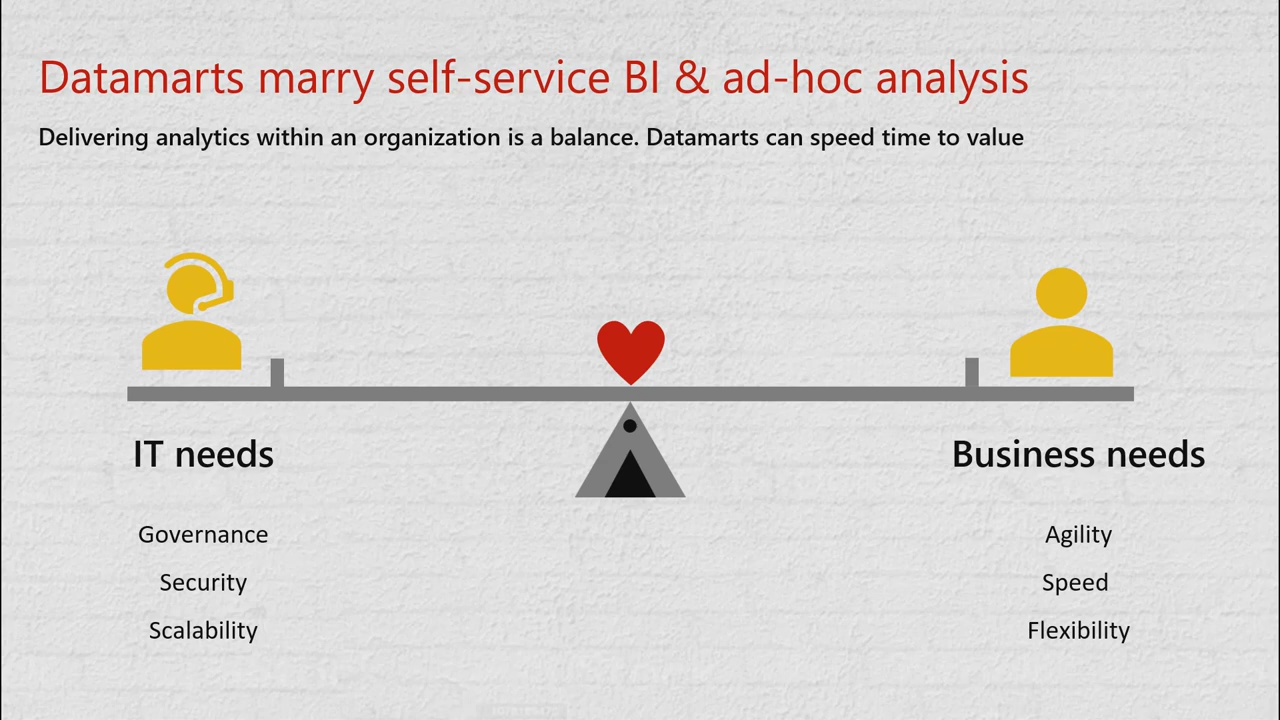 Datamarts marry self-service BI & ad-hoc analysis
Delivering analytics within an organization is a balance. Datamarts can speed time to value
IT needs
Governance
Security
Scalability
Business needs
Agility
Speed
Flexibility